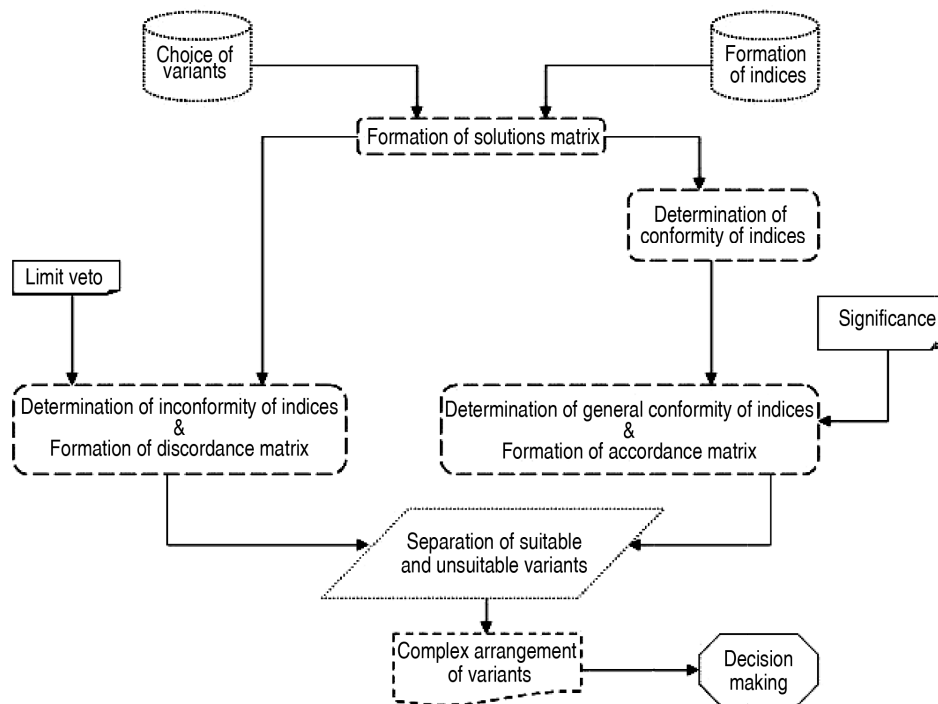 Choice of
variants
Formation
of indices
Formation of solutions matrix
Determination of
conformity of indices
Limit veto
Significance
Determination of inconformity of indices
&
Formation of discordance matrix
Determination of general conformity of indices
&
Formation of accordance matrix
Separation of suitable
and unsuitable variants
Complex arrangement
of variants
Decision
making